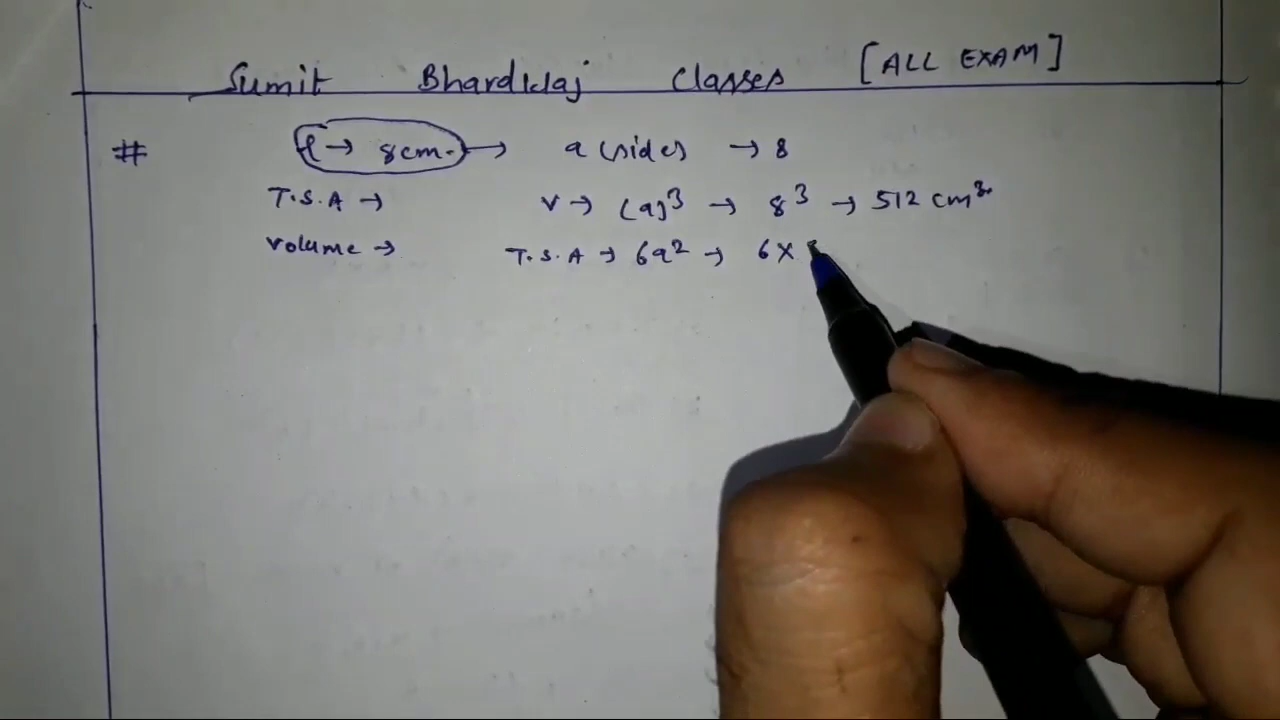 Sumit Bhardwaj Classes [ALL EXAM]
# l → 8cm. → a (side) → 8
T.S.A → V → (a)³ → 8³ → 512 cm³
Volume → T.S.A → 6a² → 6×